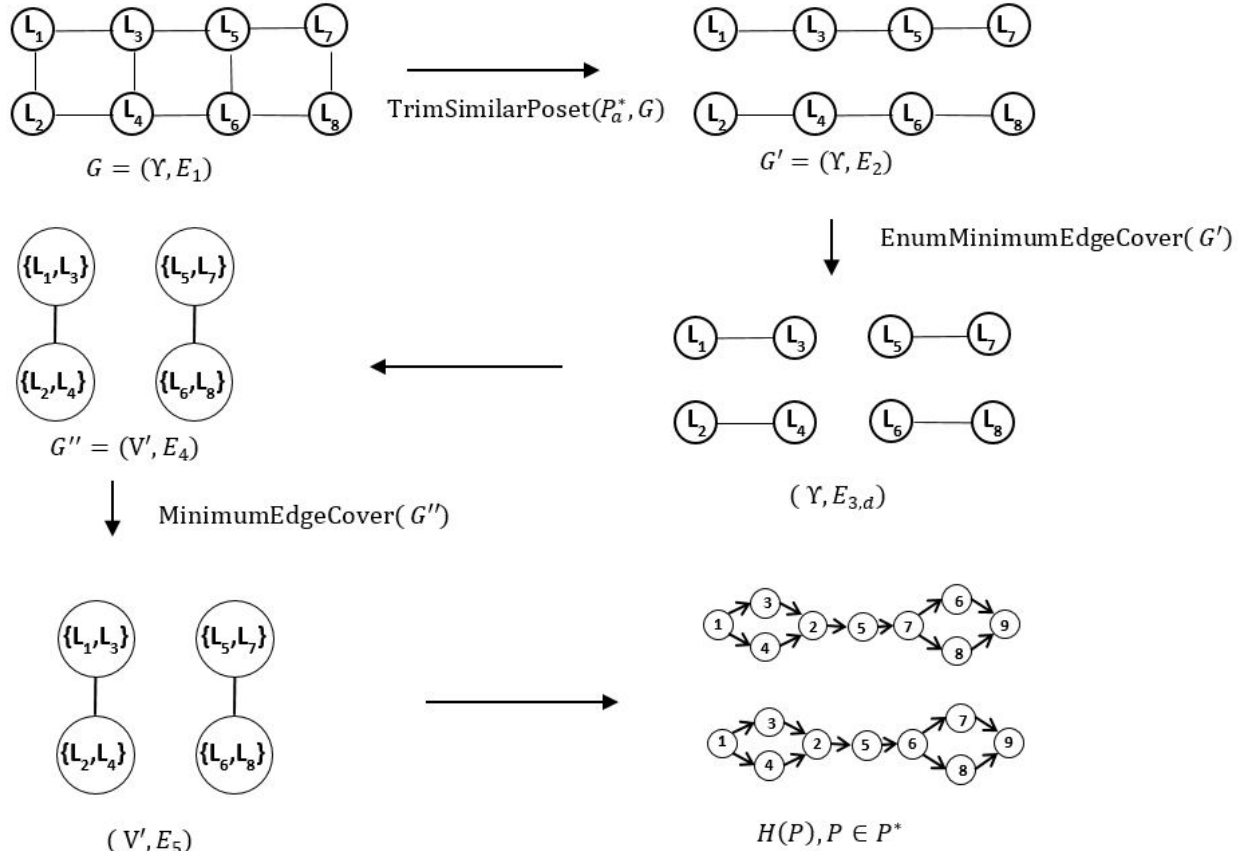 L₁ L₃ L₅ L₇ L₁ L₃ L₅ L₇
TrimSimilarPoset(P*ₐ, G)
L₂ L₄ L₆ L₈ L₂ L₄ L₆ L₈
G = (ϒ, E₁)
G′ = (ϒ, E₂)
EnumMinimumEdgeCover( G′)
{L₁,L₃} {L₅,L₇}
L₁ L₃ L₅ L₇
{L₂,L₄} {L₆,L₈}
L₂ L₄ L₆ L₈
G′′ = (V′, E₄)
( ϒ, E₃,d)
MinimumEdgeCover( G′′)
{L₁,L₃} {L₅,L₇}
{L₂,L₄} {L₆,L₈}
( V′, E₅)
3 6
1 2 5 7 9
4 8
3 7
1 2 5 6 9
4 8
H(P), P ∈ P*